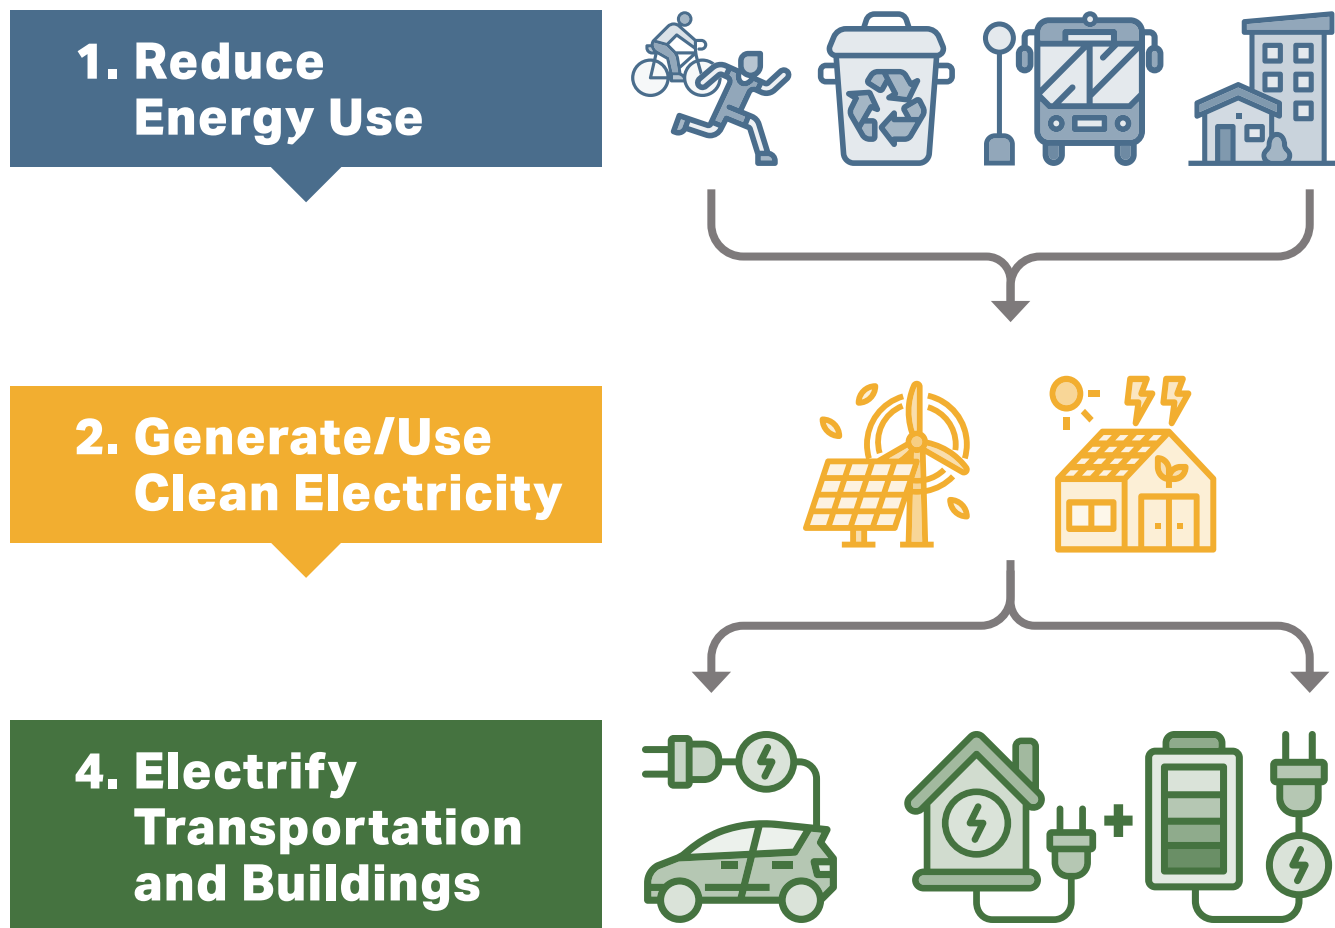 1. Reduce
Energy Use
2. Generate/Use
Clean Electricity
4. Electrify
Transportation
and Buildings